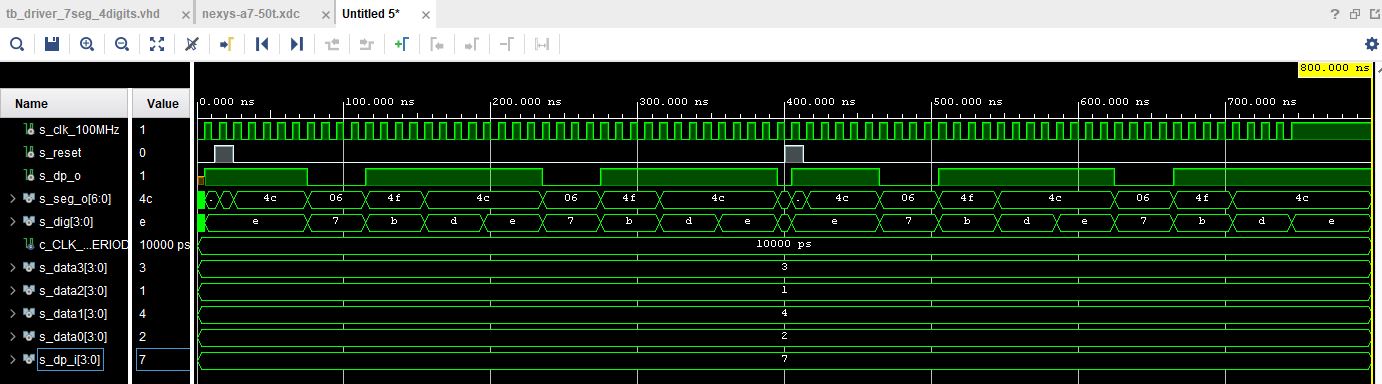 tb_driver_7seg_4digits.vhd × nexys-a7-50t.xdc × Untitled 5* ×
?
800.000 ns
Name Value 0.000 ns 100.000 ns 200.000 ns 300.000 ns 400.000 ns 500.000 ns 600.000 ns 700.000 ns
s_clk_100MHz 1
s_reset 0
s_dp_o 1
s_seg_o[6:0] 4c . 4c 06 4f 4c 06 4f 4c . 4c 06 4f 4c 06 4f 4c
s_dig[3:0] e e 7 b d e 7 b d e e 7 b d e 7 b d e
c_CLK_...ERIOD 10000 ps 10000 ps
s_data3[3:0] 3 3
s_data2[3:0] 1 1
s_data1[3:0] 4 4
s_data0[3:0] 2 2
s_dp_i[3:0] 7 7